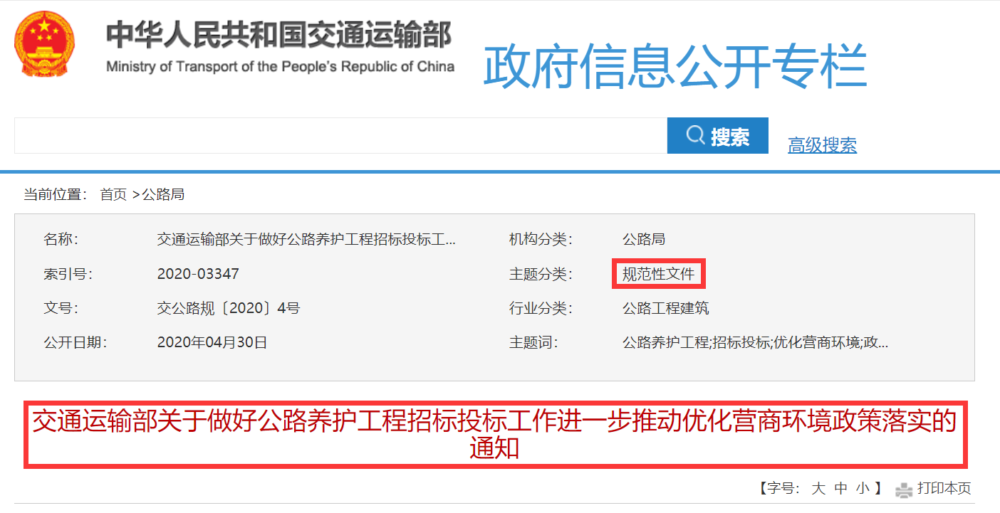 中华人民共和国交通运输部
Ministry of Transport of the People's Republic of China
政府信息公开专栏
搜索
高级搜索
当前位置： 首页 >公路局
名称： 交通运输部关于做好公路养护工程招标投标工... 机构分类： 公路局
索引号： 2020-03347 主题分类： 规范性文件
文号： 交公路规〔2020〕4号 行业分类： 公路工程建筑
公开日期： 2020年04月30日 主题词： 公路养护工程;招标投标;优化营商环境;政...
交通运输部关于做好公路养护工程招标投标工作进一步推动优化营商环境政策落实的
通知
【字号： 大 中 小 】 打印本页